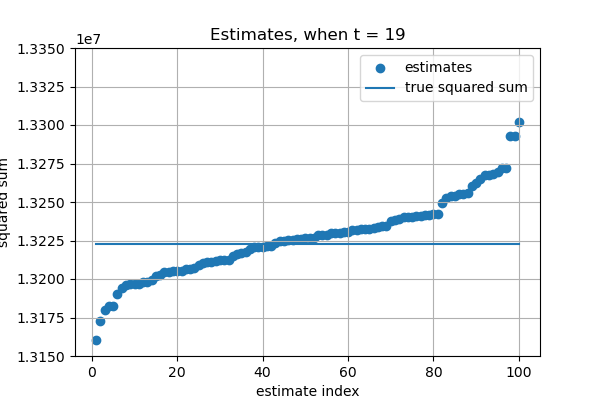 Estimates, when t = 19
1e7
1.3350
1.3325
1.3300
1.3275
1.3250
1.3225
1.3200
1.3175
1.3150
squared sum
estimates
true squared sum
0 20 40 60 80 100
estimate index